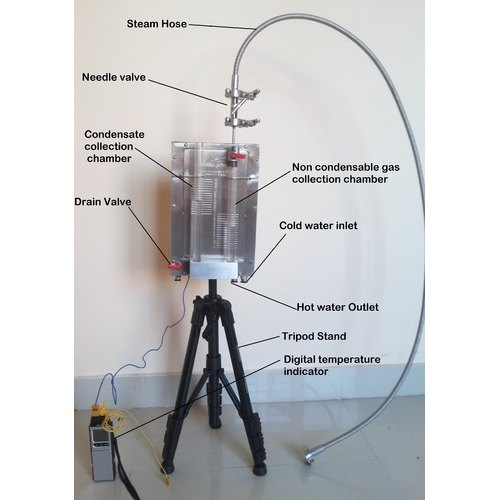 Steam Hose
Needle valve
Condensate
collection
chamber
Non condensable gas
collection chamber
Drain Valve
Cold water inlet
Hot water Outlet
Tripod Stand
Digital temperature
indicator